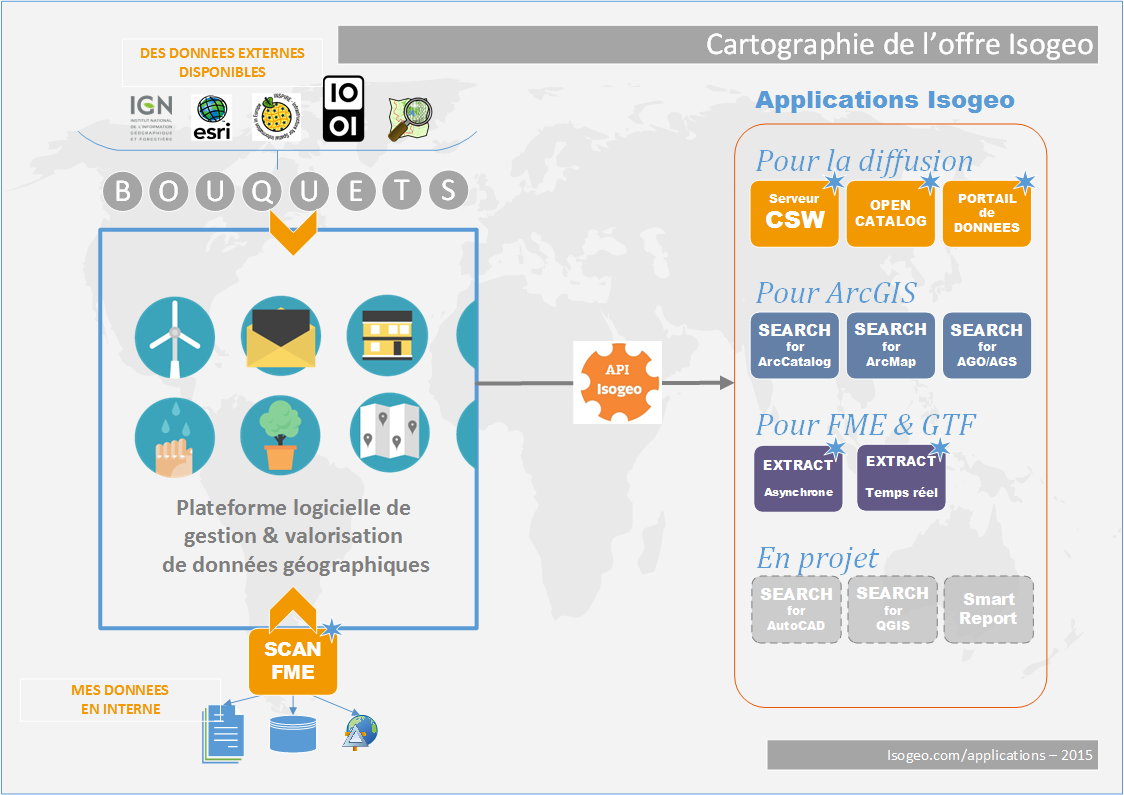 Cartographie de l'offre Isogeo
DES DONNEES EXTERNES
DISPONIBLES
IGN
INSTITUT NATIONAL
DE L'INFORMATION
GÉOGRAPHIQUE
ET FORESTIÈRE
esri
IO
OI
BOUQUETS
Plateforme logicielle de
gestion & valorisation
de données géographiques
SCAN
FME
MES DONNEES
EN INTERNE
API
Isogeo
Applications Isogeo
Pour la diffusion
Serveur
CSW
OPEN
CATALOG
PORTAIL
de
DONNEES
Pour ArcGIS
SEARCH
for
ArcCatalog
SEARCH
for
ArcMap
SEARCH
for
AGO/AGS
Pour FME & GTF
EXTRACT
Asynchrone
EXTRACT
Temps réel
En projet
SEARCH
for
AutoCAD
SEARCH
for
QGIS
Smart
Report
Isogeo.com/applications – 2015